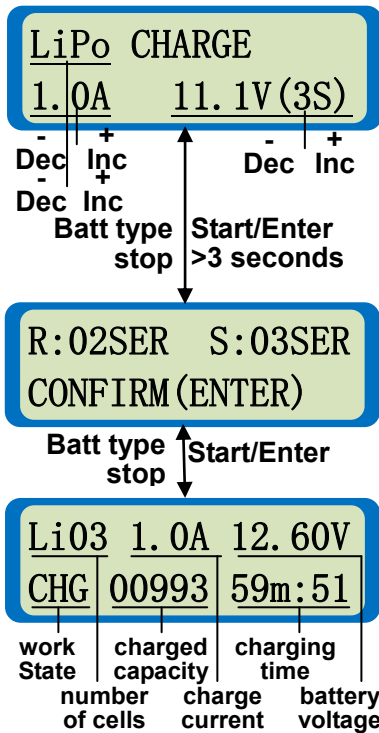 LiPo CHARGE
1.0A 11.1V(3S)
- +
Dec Inc
- +
Dec Inc
- +
Dec Inc
Batt type stop
Start/Enter >3 seconds
R:02SER S:03SER
CONFIRM(ENTER)
Batt type stop
Start/Enter
Li03 1.0A 12.60V
CHG 00993 59m:51
work State
charged capacity
charging time
number of cells
charge current
battery voltage